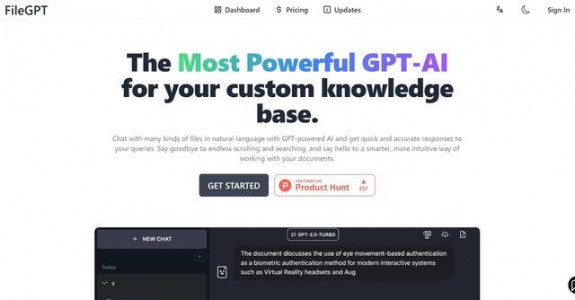 FileGPT
Dashboard
Pricing
Updates
Sign In
The Most Powerful GPT-AI
for your custom knowledge
base.
Chat with many kinds of files in natural language with GPT-powered AI and get quick and accurate responses to
your queries. Say goodbye to endless scrolling and searching, and say hello to a smarter, more intuitive way of
working with your documents.
GET STARTED
FEATURED ON
Product Hunt
GPT-3.5-TURBO
+ NEW CHAT
The document discusses the use of eye movement-based authentication
as a biometric authentication method for modern interactive systems
such as Virtual Reality headsets and Aug
Today
c